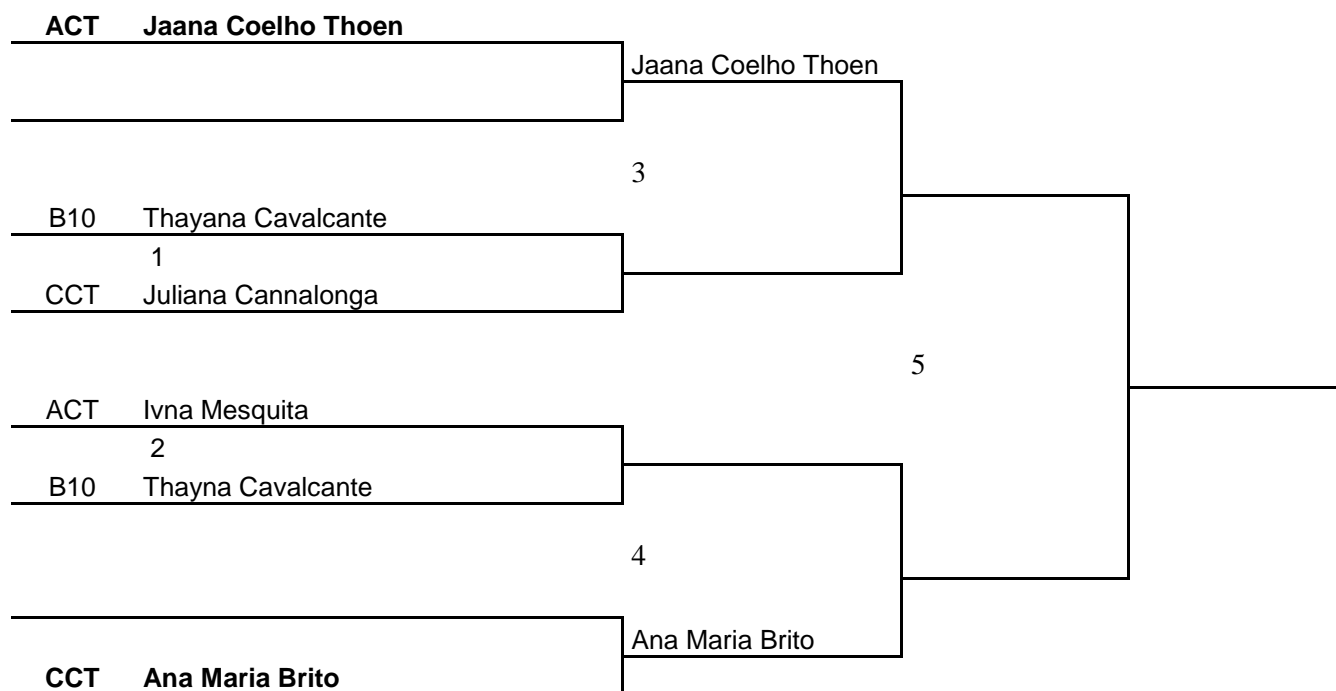 ACT Jaana Coelho Thoen
Jaana Coelho Thoen
3
B10 Thayana Cavalcante
1
CCT Juliana Cannalonga
5
ACT Ivna Mesquita
2
B10 Thayna Cavalcante
4
Ana Maria Brito
CCT Ana Maria Brito